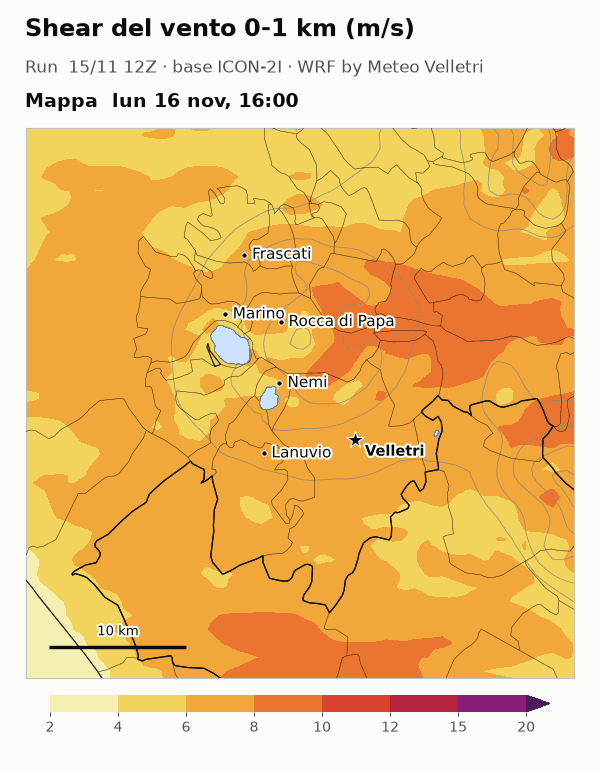 Shear del vento 0-1 km (m/s)
Run  15/11 12Z · base ICON-2I · WRF by Meteo Velletri
Mappa  lun 16 nov, 16:00
Frascati
Marino
Rocca di Papa
Nemi
Velletri
Lanuvio
10 km
2 4 6 8 10 12 15 20